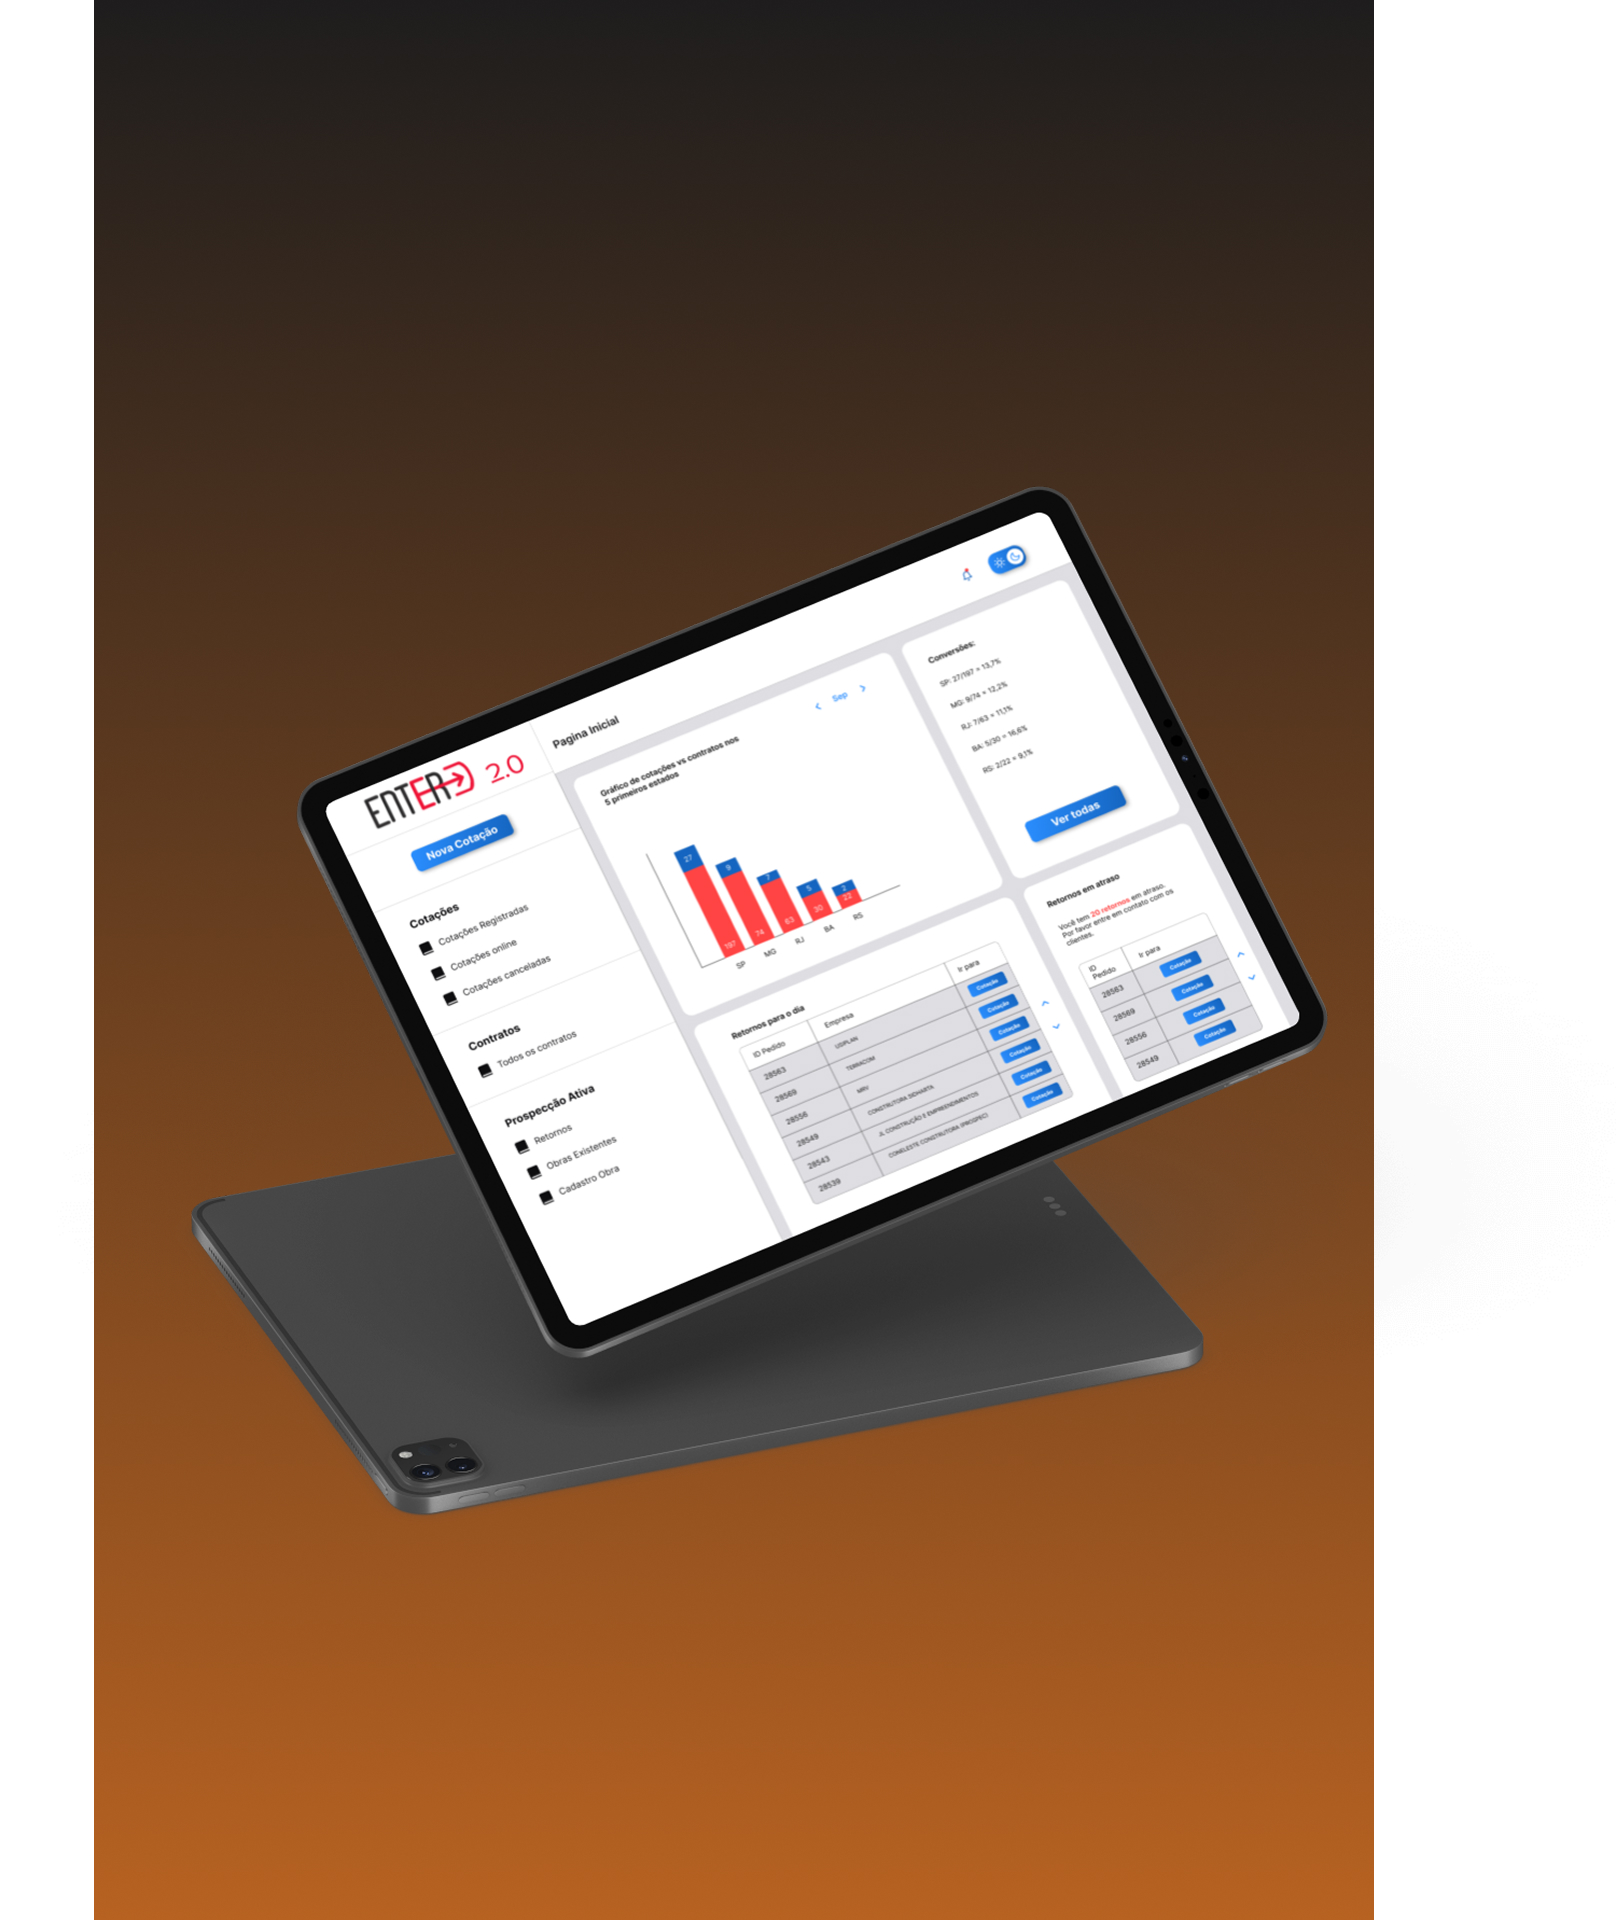 ENTER 2.0
Pagina Inicial
Nova Cotação
Cotações
Cotações Registradas
Cotações online
Cotações canceladas
Contratos
Todos os contratos
Prospecção Ativa
Retornos
Obras Existentes
Cadastro Obra
Gráfico de cotações vs contratos nos
5 primeiros estados
Sep
27
9
7
5
2
197
74
63
30
22
SP
MG
RJ
BA
RS
Conversões:
SP: 27/197 = 13,7%
MG: 9/74 = 12,2%
RJ: 7/63 = 11,1%
BA: 5/30 = 16,6%
RS: 2/22 = 9,1%
Ver todas
Retornos para o dia
ID Pedido Empresa Ir para
28563 USIPLAN Cotação
28569 TERRACOM Cotação
28556 MRV Cotação
28549 CONSTRUTORA Cotação
28543 JL CONSTRUÇÃO E EMPREENDIMENTOS Cotação
28539 CONSTRUTORA Cotação
Retornos em atraso
Você tem 20 retornos em atraso.
Por favor entre em contato com os
clientes.
ID
Pedido
Ir para
28563 Cotação
28569 Cotação
28556 Cotação
28549 Cotação